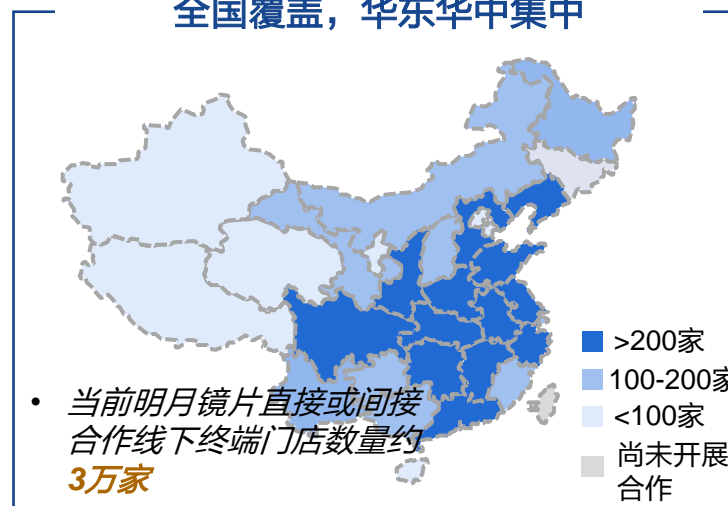 全国覆盖，华东华中集中
>200家
100-200家
<100家
尚未开展
合作
• 当前明月镜片直接或间接
合作线下终端门店数量约
3万家